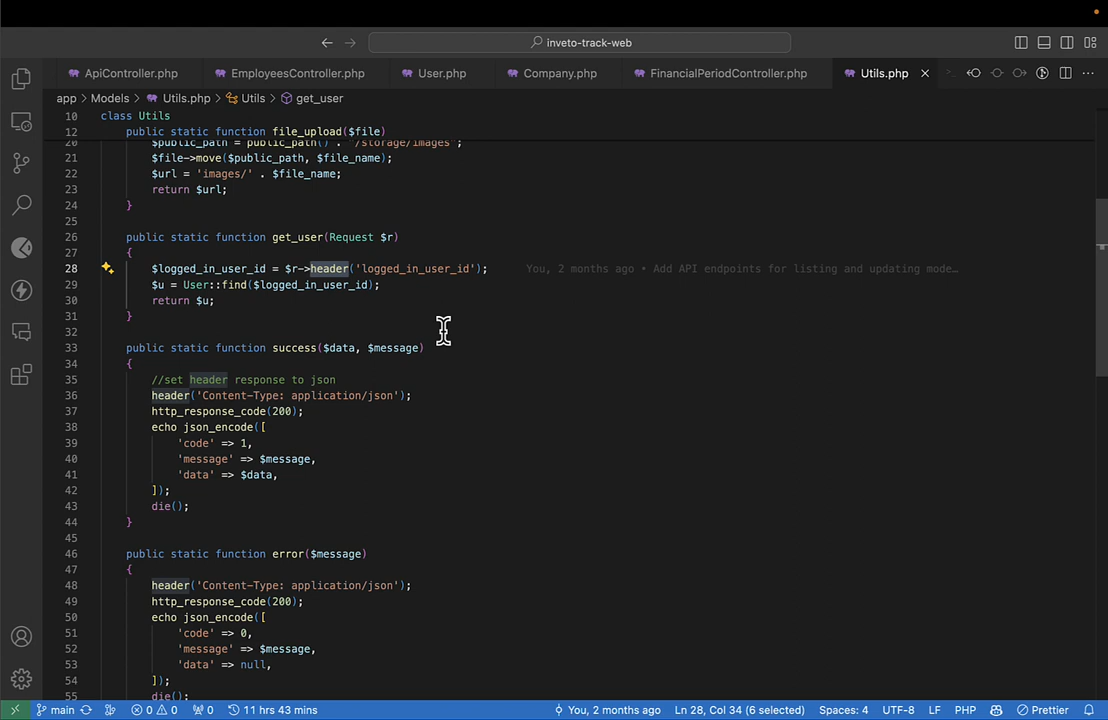 inveto-track-web
ApiController.php EmployeesController.php User.php Company.php FinancialPeriodController.php Utils.php
app > Models > Utils.php > Utils > get_user
10 class Utils
12 public static function file_upload($file)
20 $public_path = public_path() . "/storage/images";
21 $file->move($public_path, $file_name);
22 $url = 'images/' . $file_name;
23 return $url;
24 }
25
26 public static function get_user(Request $r)
27 {
28 $logged_in_user_id = $r->header('logged_in_user_id'); You, 2 months ago • Add API endpoints for listing and updating mode…
29 $u = User::find($logged_in_user_id);
30 return $u;
31 }
32
33 public static function success($data, $message)
34 {
35 //set header response to json
36 header('Content-Type: application/json');
37 http_response_code(200);
38 echo json_encode([
39 'code' => 1,
40 'message' => $message,
41 'data' => $data,
42 ]);
43 die();
44 }
45
46 public static function error($message)
47 {
48 header('Content-Type: application/json');
49 http_response_code(200);
50 echo json_encode([
51 'code' => 0,
52 'message' => $message,
53 'data' => null,
54 ]);
55 die();
main 0 0 0 11 hrs 43 mins You, 2 months ago Ln 28, Col 34 (6 selected) Spaces: 4 UTF-8 LF PHP Prettier